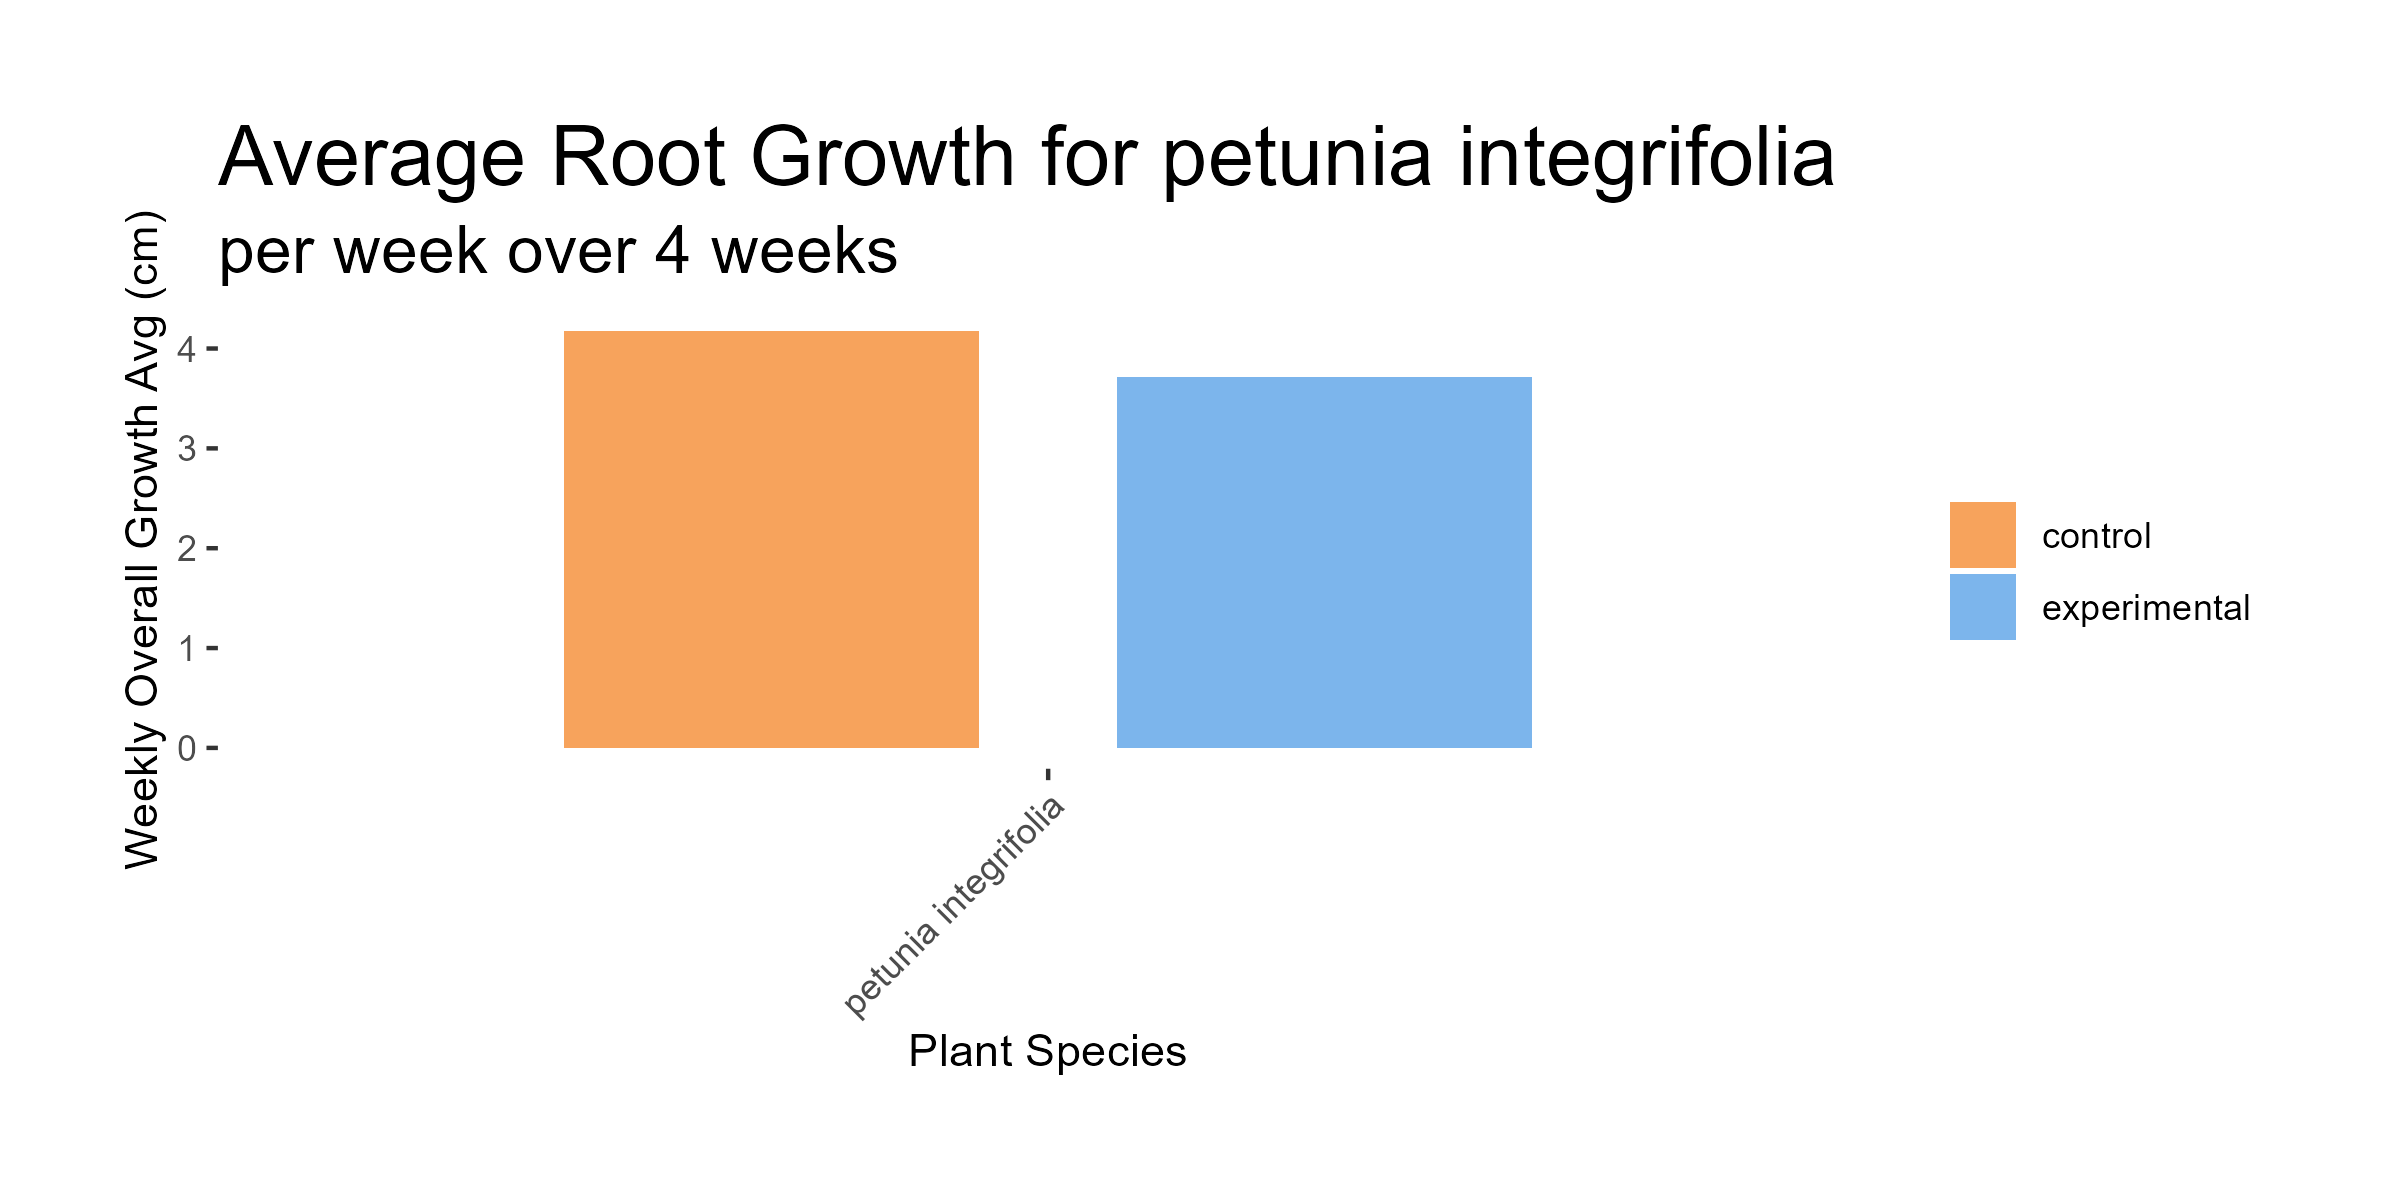 Average Root Growth for petunia integrifolia
per week over 4 weeks
Weekly Overall Growth Avg (cm)
4
3
2
1
0
petunia integrifolia
Plant Species
control
experimental